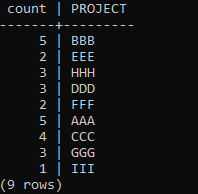 count | PROJECT
-------+----------
5 | BBB
2 | EEE
3 | HHH
3 | DDD
2 | FFF
5 | AAA
4 | CCC
3 | GGG
1 | III
(9 rows)